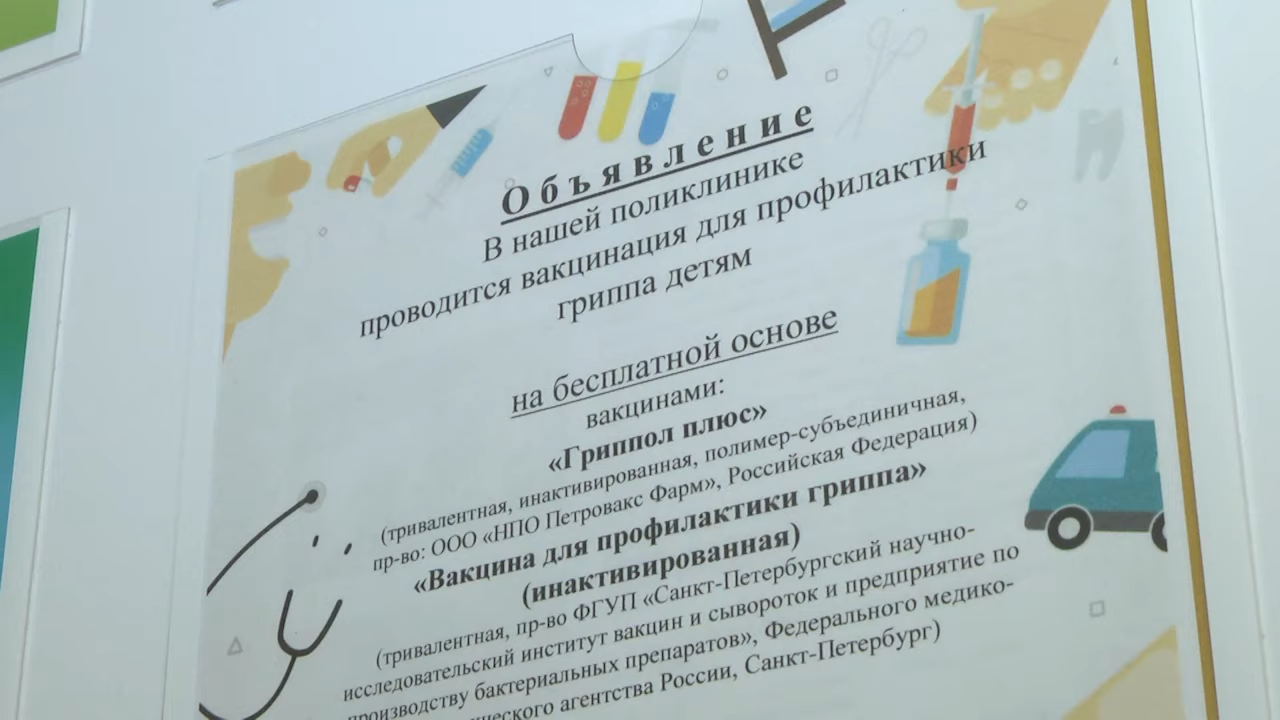 Объявление
В нашей поликлинике
проводится вакцинация для профилактики
гриппа детям
на бесплатной основе
вакцинами:
«Гриппол плюс»
(тривалентная, инактивированная, полимер-субъединичная,
пр-во: ООО «НПО Петровакс Фарм», Российская Федерация)
«Вакцина для профилактики гриппа»
(инактивированная)
(тривалентная, пр-во ФГУП «Санкт-Петербургский научно-
исследовательский институт вакцин и сывороток и предприятие по
производству бактериальных препаратов», Федерального медико-
агентства России, Санкт-Петербург)